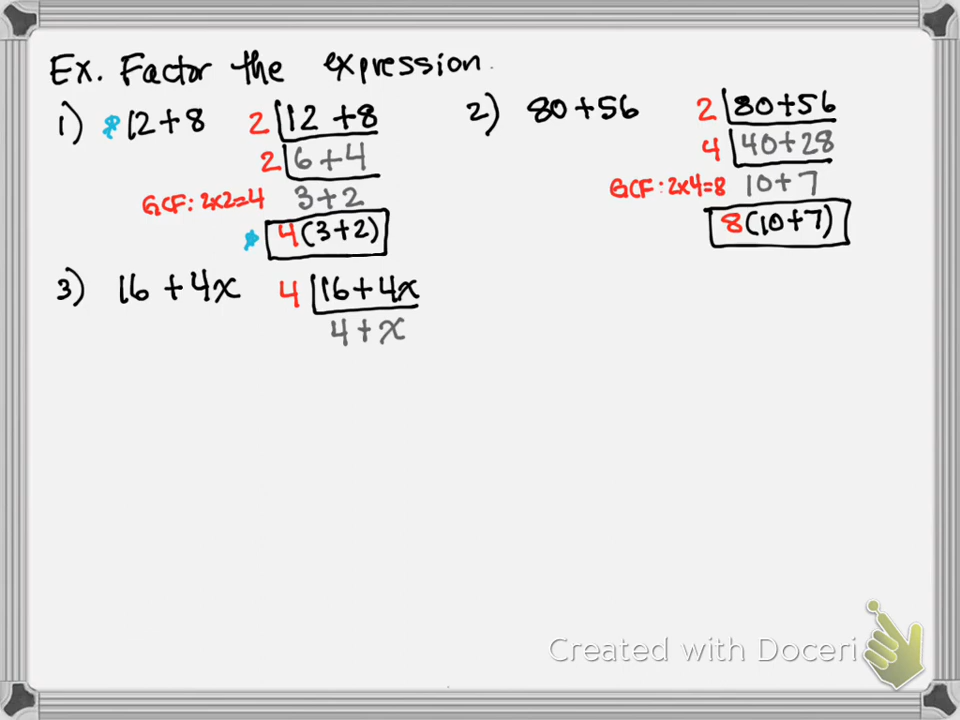 Ex. Factor the expression.
1) *12+8
2 12 +8
2 6+4
GCF: 2x2=4 3+2
* 4(3+2)
2) 80+56
2 80+56
4 40+28
GCF: 2x4=8 10+7
8(10+7)
3) 16 +4x
4 16+4x
4+x
Created with Doceri